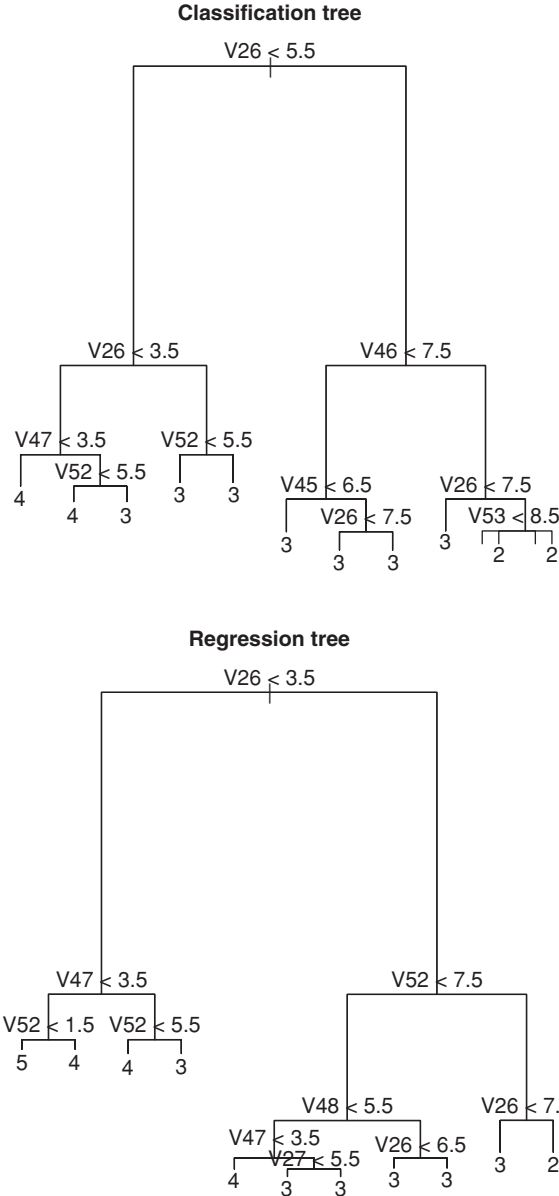 Classification tree
V26 < 5.5
V26 < 3.5
V46 < 7.5
V47 < 3.5
V52 < 5.5
V52 < 5.5
4
4
3
3
3
V45 < 6.5
V26 < 7.5
V26 < 7.5
V53 < 8.5
3
3
3
3
2
2
Regression tree
V26 < 3.5
V47 < 3.5
V52 < 7.5
V52 < 1.5
V52 < 5.5
5
4
4
3
V48 < 5.5
V26 < 7.
V47 < 3.5
V27 < 5.5
V26 < 6.5
4
3
3
3
3
3
2